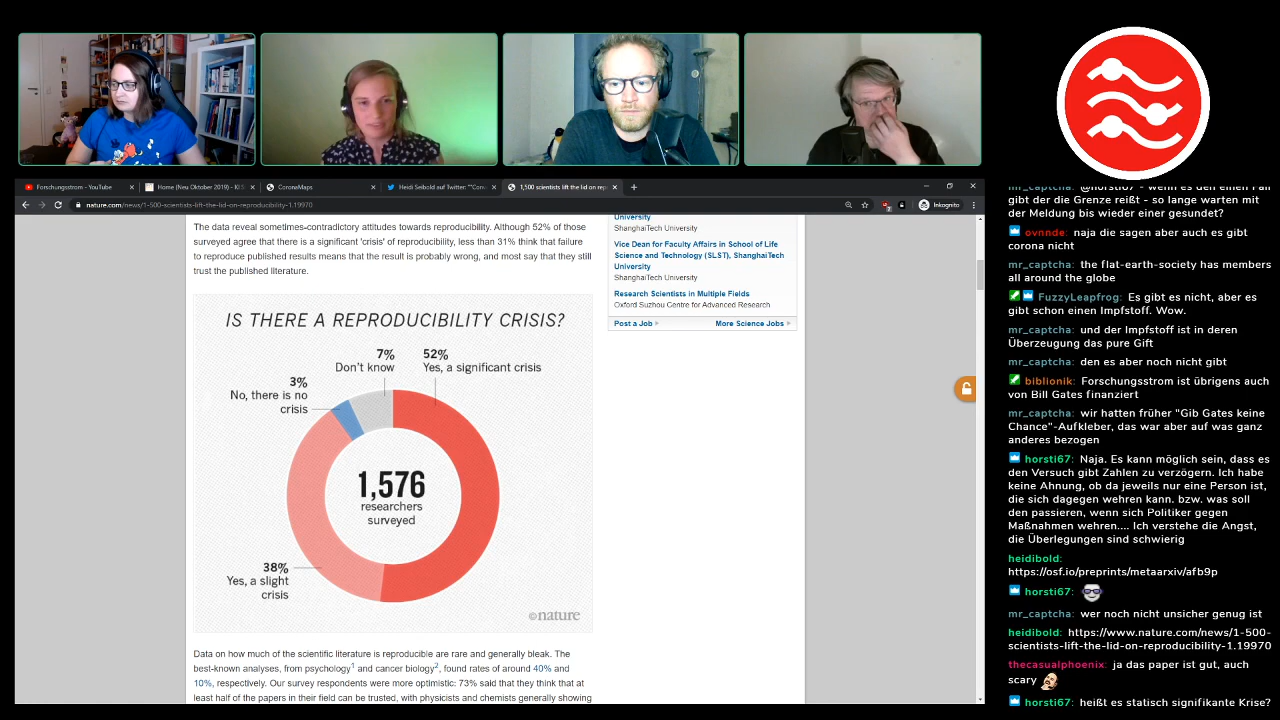 Forschungsstrom - YouTube
Home (Neu Oktober 2019) - KI S
CoronaMaps
Heidi Seibold auf Twitter: ""Con
1,500 scientists lift the lid on rep
nature.com/news/1-500-scientists-lift-the-lid-on-reproducibility-1.19970
Inkognito
The data reveal sometimes-contradictory attitudes towards reproducibility. Although 52% of those
surveyed agree that there is a significant 'crisis' of reproducibility, less than 31% think that failure
to reproduce published results means that the result is probably wrong, and most say that they still
trust the published literature.
IS THERE A REPRODUCIBILITY CRISIS?
7%
Don't know
52%
Yes, a significant crisis
3%
No, there is no
crisis
1,576
researchers
surveyed
38%
Yes, a slight
crisis
©nature
Data on how much of the scientific literature is reproducible are rare and generally bleak. The
best-known analyses, from psychology1 and cancer biology2, found rates of around 40% and
10%, respectively. Our survey respondents were more optimistic: 73% said that they think that at
least half of the papers in their field can be trusted, with physicists and chemists generally showing
University
ShanghaiTech University
Vice Dean for Faculty Affairs in School of Life
Science and Technology (SLST), ShanghaiTech
University
ShanghaiTech University
Research Scientists in Multiple Fields
Oxford Suzhou Centre for Advanced Research
Post a Job
More Science Jobs
mr_captcha: @horsti67 - wenn es den einen Fall
gibt der die Grenze reißt - so lange warten mit
der Meldung bis wieder einer gesundet?
ovnnde: naja die sagen aber auch es gibt
corona nicht
mr_captcha: the flat-earth-society has members
all around the globe
FuzzyLeapfrog: Es gibt es nicht, aber es
gibt schon einen Impfstoff. Wow.
mr_captcha: und der Impfstoff ist in deren
Überzeugung das pure Gift
mr_captcha: den es aber noch nicht gibt
biblionik: Forschungsstrom ist übrigens auch
von Bill Gates finanziert
mr_captcha: wir hatten früher "Gib Gates keine
Chance"-Aufkleber, das war aber auf was ganz
anderes bezogen
horsti67: Naja. Es kann möglich sein, dass es
den Versuch gibt Zahlen zu verzögern. Ich habe
keine Ahnung, ob da jeweils nur eine Person ist,
die sich dagegen wehren kann. bzw. was soll
den passieren, wenn sich Politiker gegen
Maßnahmen wehren.... Ich verstehe die Angst,
die Überlegungen sind schwierig
heidibold:
https://osf.io/preprints/metaarxiv/afb9p
horsti67:
mr_captcha: wer noch nicht unsicher genug ist
heidibold: https://www.nature.com/news/1-500-
scientists-lift-the-lid-on-reproducibility-1.19970
thecasualphoenix: ja das paper ist gut, auch
scary
horsti67: heißt es statisch signifikante Krise?